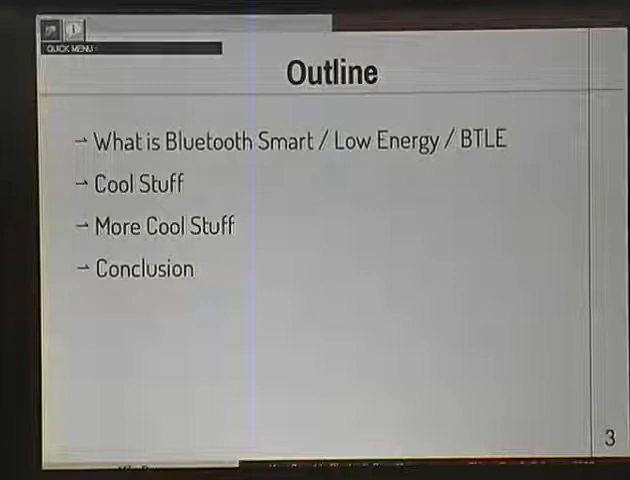 QUICK MENU
Outline
→ What is Bluetooth Smart / Low Energy / BTLE
→ Cool Stuff
→ More Cool Stuff
→ Conclusion
3